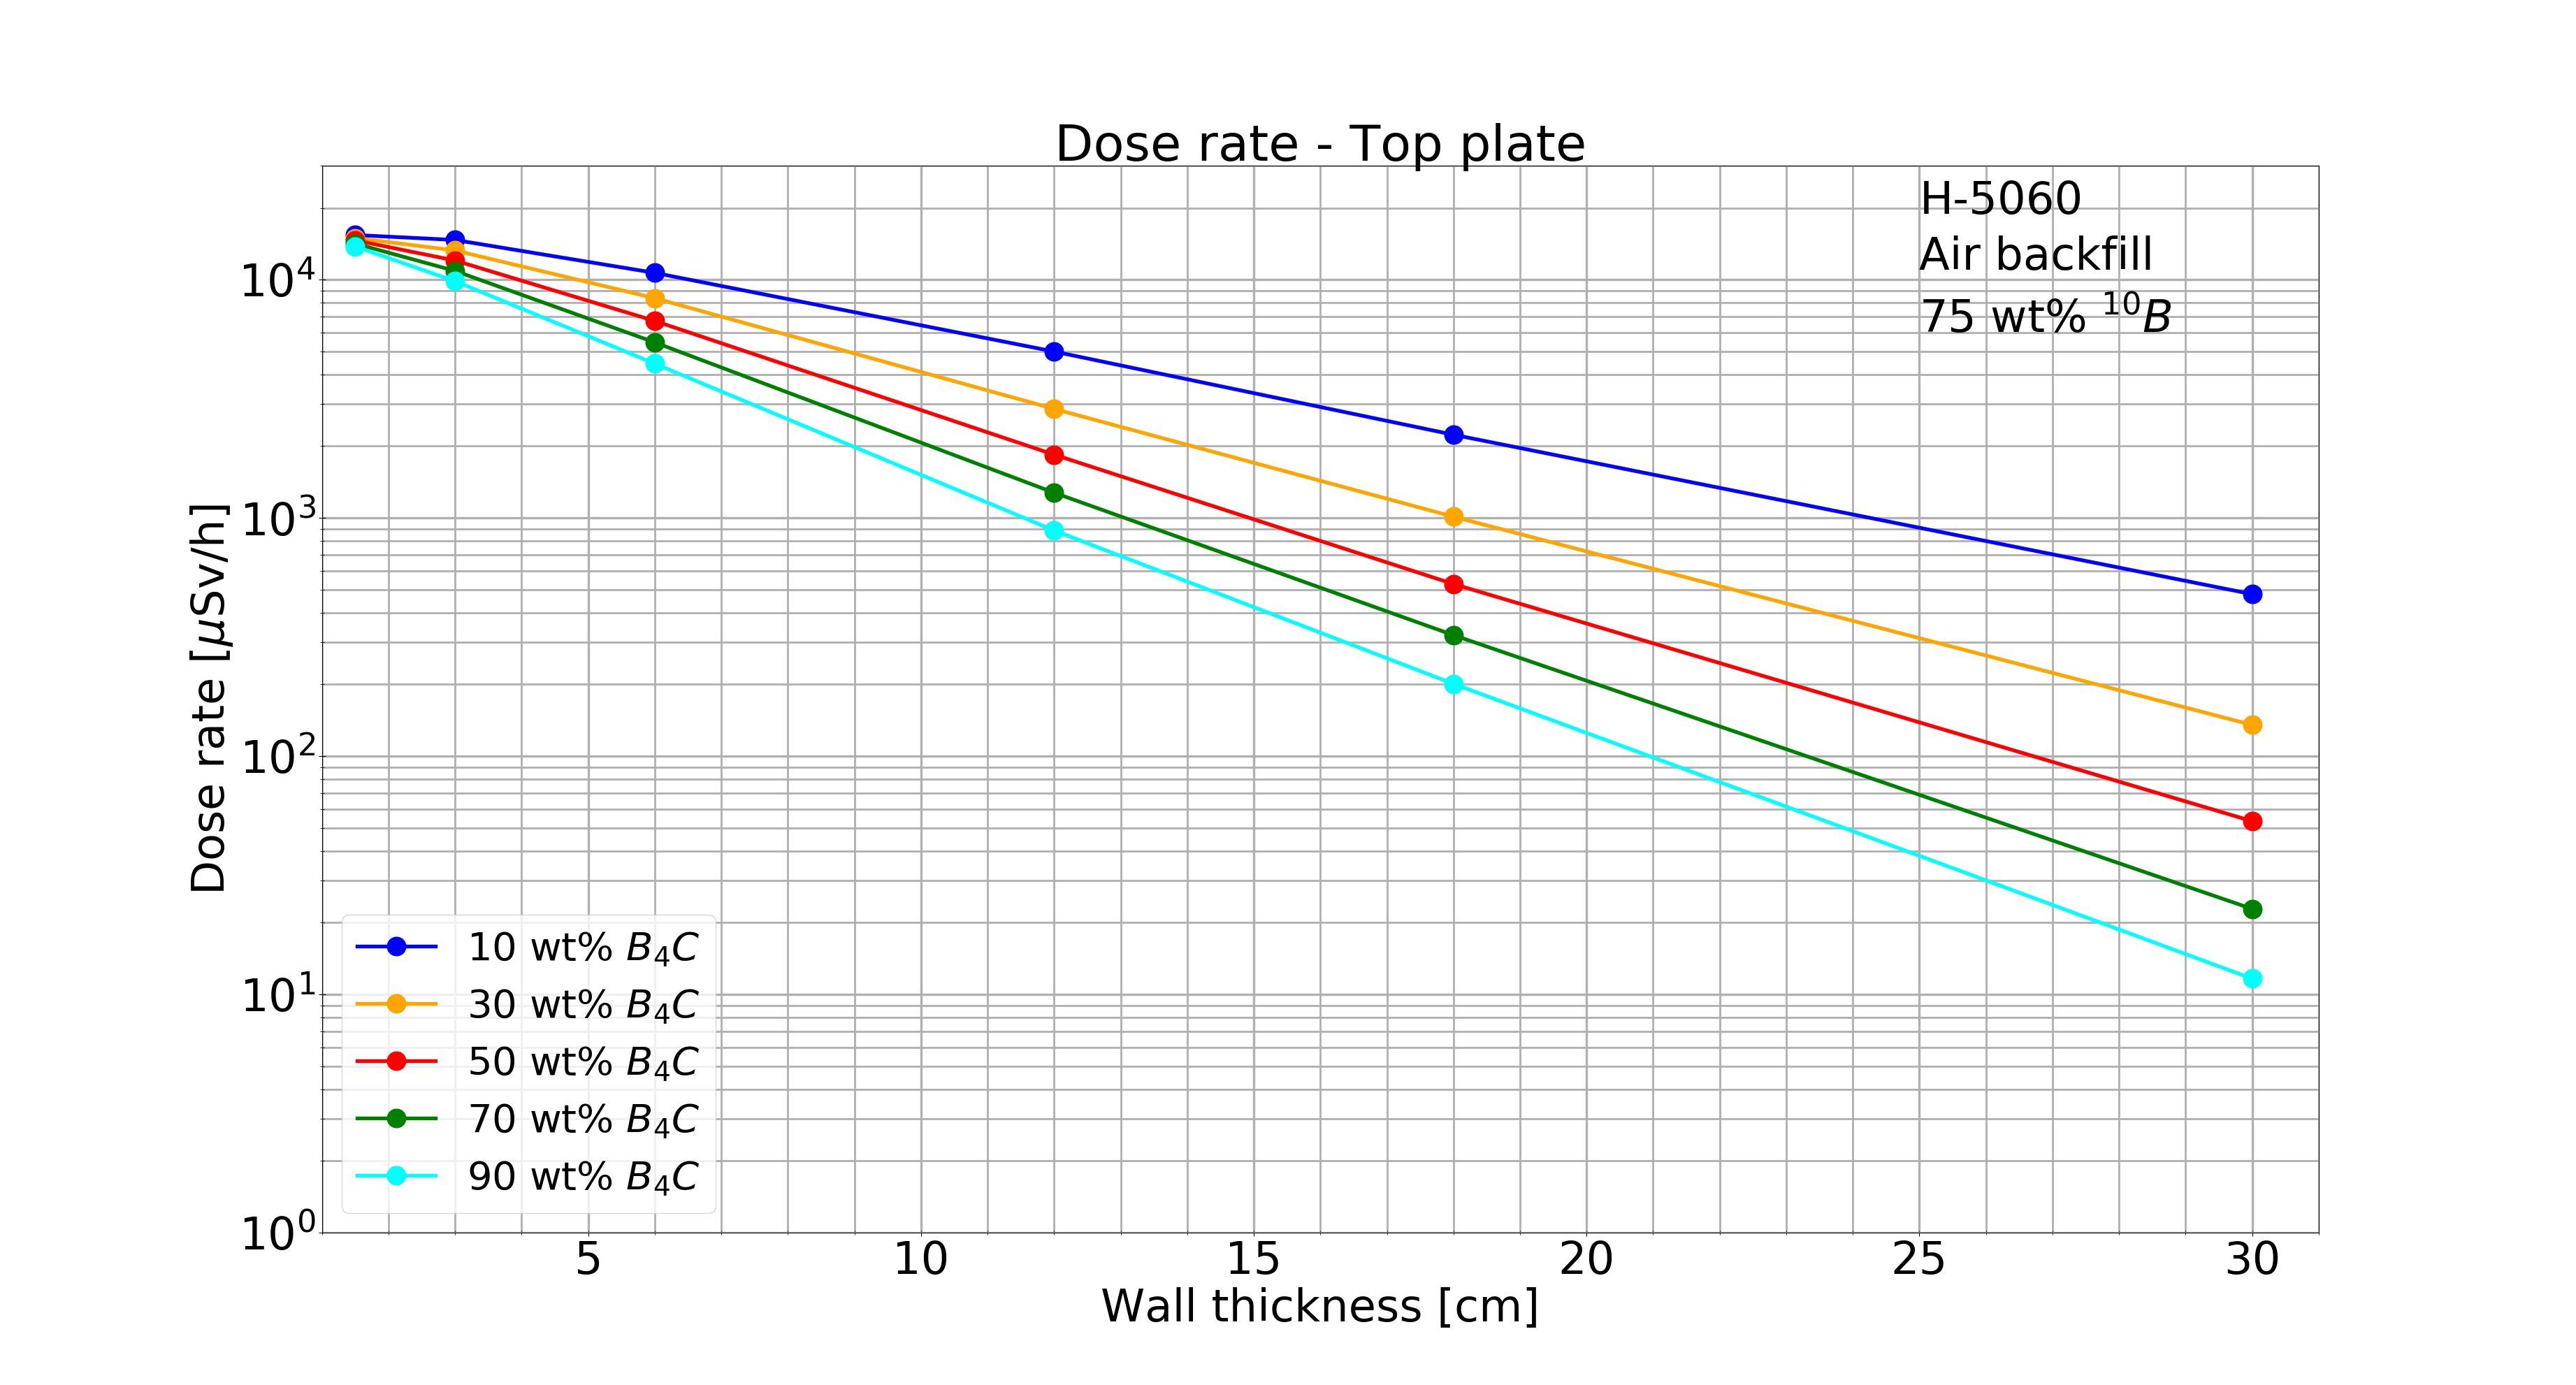 Dose rate - Top plate
H-5060
Air backfill
75 wt% ¹⁰B
Dose rate [μSv/h]
10⁴
10³
10²
10¹
10⁰
10 wt% B₄C
30 wt% B₄C
50 wt% B₄C
70 wt% B₄C
90 wt% B₄C
5 10 15 20 25 30
Wall thickness [cm]